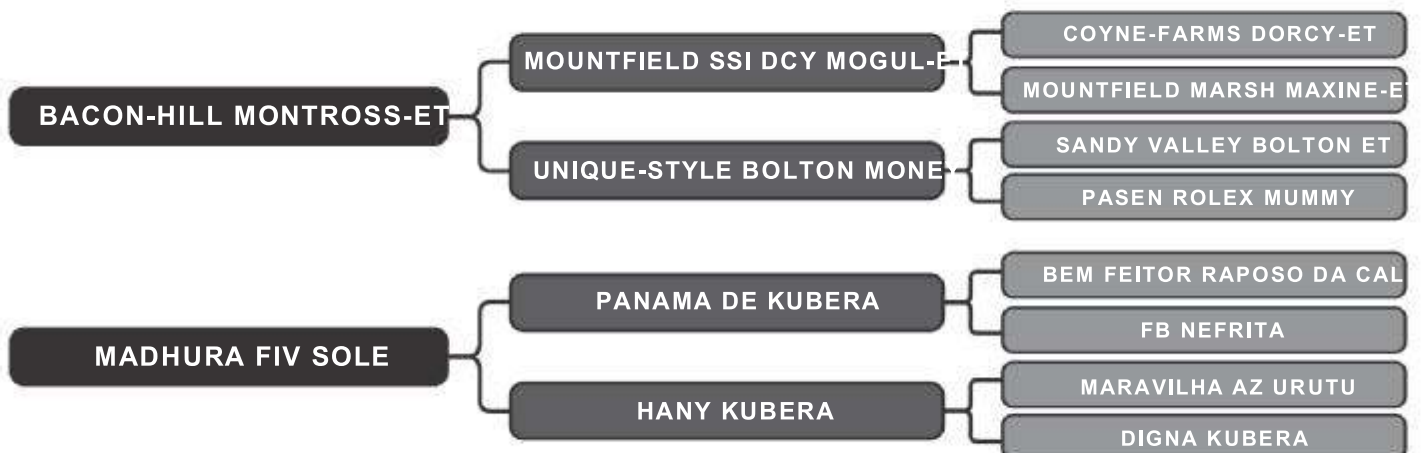 COYNE-FARMS DORCY-ET
MOUNTFIELD SSI DCY MOGUL-ET
MOUNTFIELD MARSH MAXINE-ET
BACON-HILL MONTROSS-ET
SANDY VALLEY BOLTON ET
UNIQUE-STYLE BOLTON MONEY
PASEN ROLEX MUMMY
BEM FEITOR RAPOSO DA CAL
PANAMA DE KUBERA
FB NEFRITA
MADHURA FIV SOLE
MARAVILHA AZ URUTU
HANY KUBERA
DIGNA KUBERA